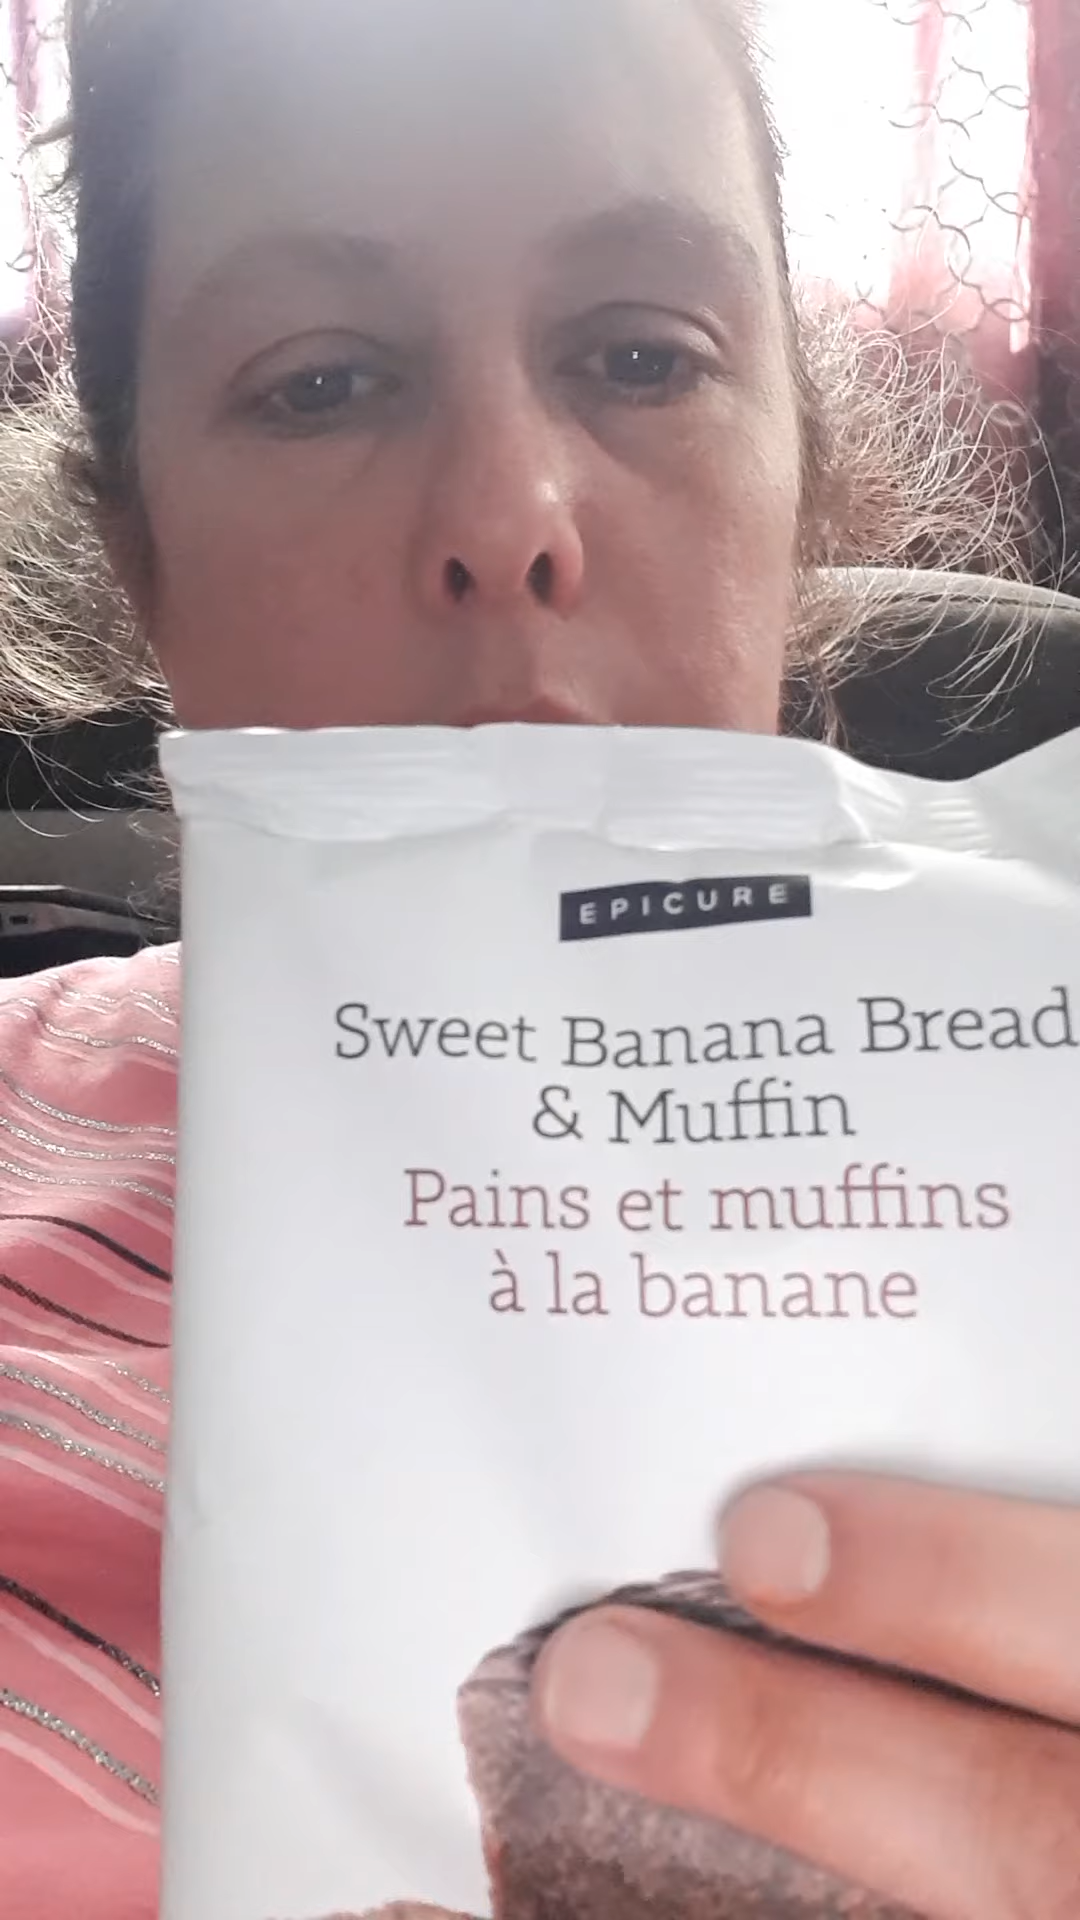 EPICURE
Sweet Banana Bread
& Muffin
Pains et muffins
à la banane